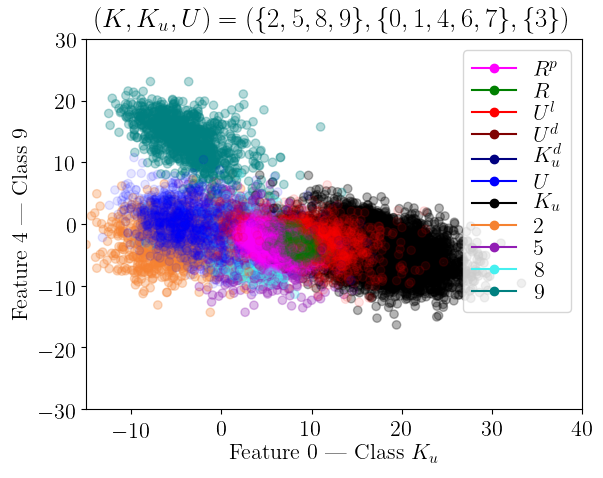 (K, K_u, U) = ({2, 5, 8, 9}, {0, 1, 4, 6, 7}, {3})
30
20
10
0
−10
−20
−30
Feature 4 — Class 9
R^p
R
U^l
U^d
K_u^d
U
K_u
2
5
8
9
−10 0 10 20 30 40
Feature 0 — Class K_u